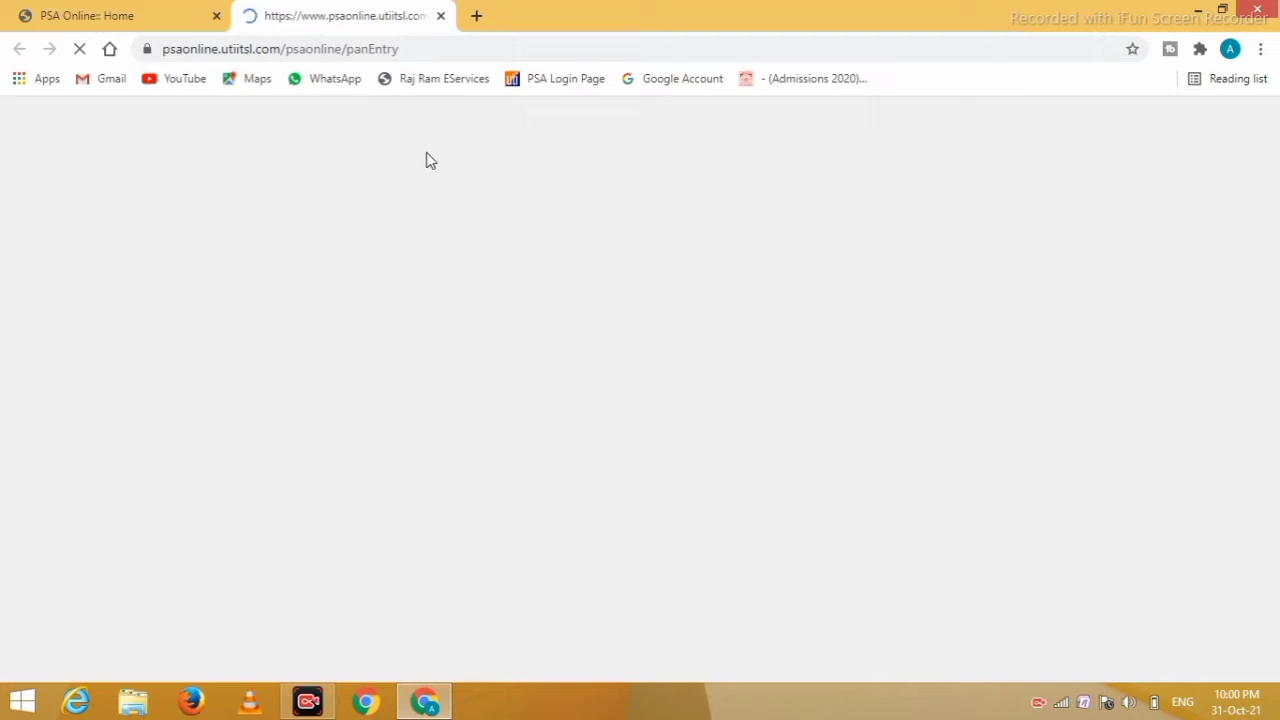 PSA Online:: Home
https://www.psaonline.utiitsl.com
Recorded with iFun Screen Recorder
psaonline.utiitsl.com/psaonline/panEntry
A
Apps
Gmail
YouTube
Maps
WhatsApp
Raj Ram EServices
PSA Login Page
Google Account
- (Admissions 2020)...
Reading list
ENG
10:00 PM
31-Oct-21